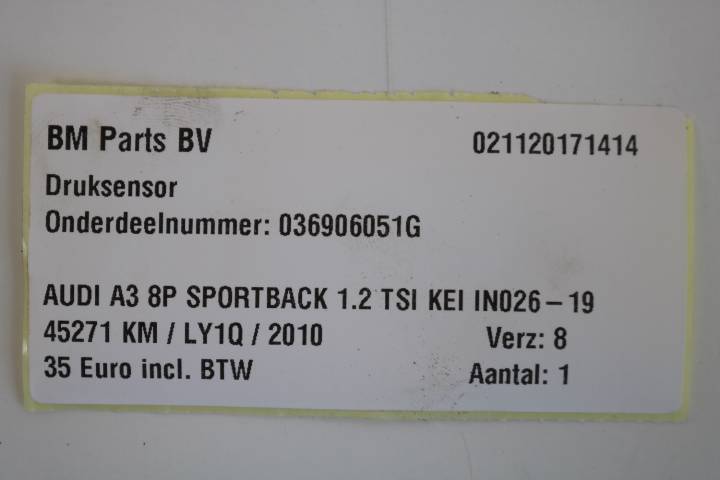 BM Parts BV 021120171414
Druksensor
Onderdeelnummer: 036906051G
AUDI A3 8P SPORTBACK 1.2 TSI KEI IN026-19
45271 KM / LY1Q / 2010 Verz: 8
35 Euro incl. BTW Aantal: 1